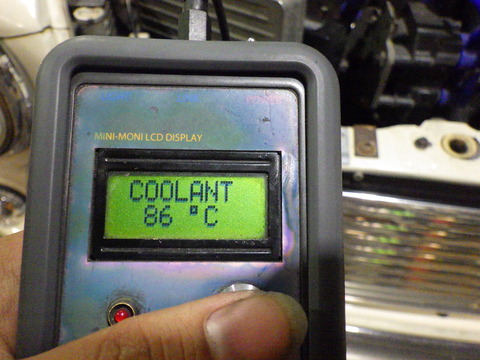 MINI-MONI LCD DISPLAY
COOLANT
86 °C